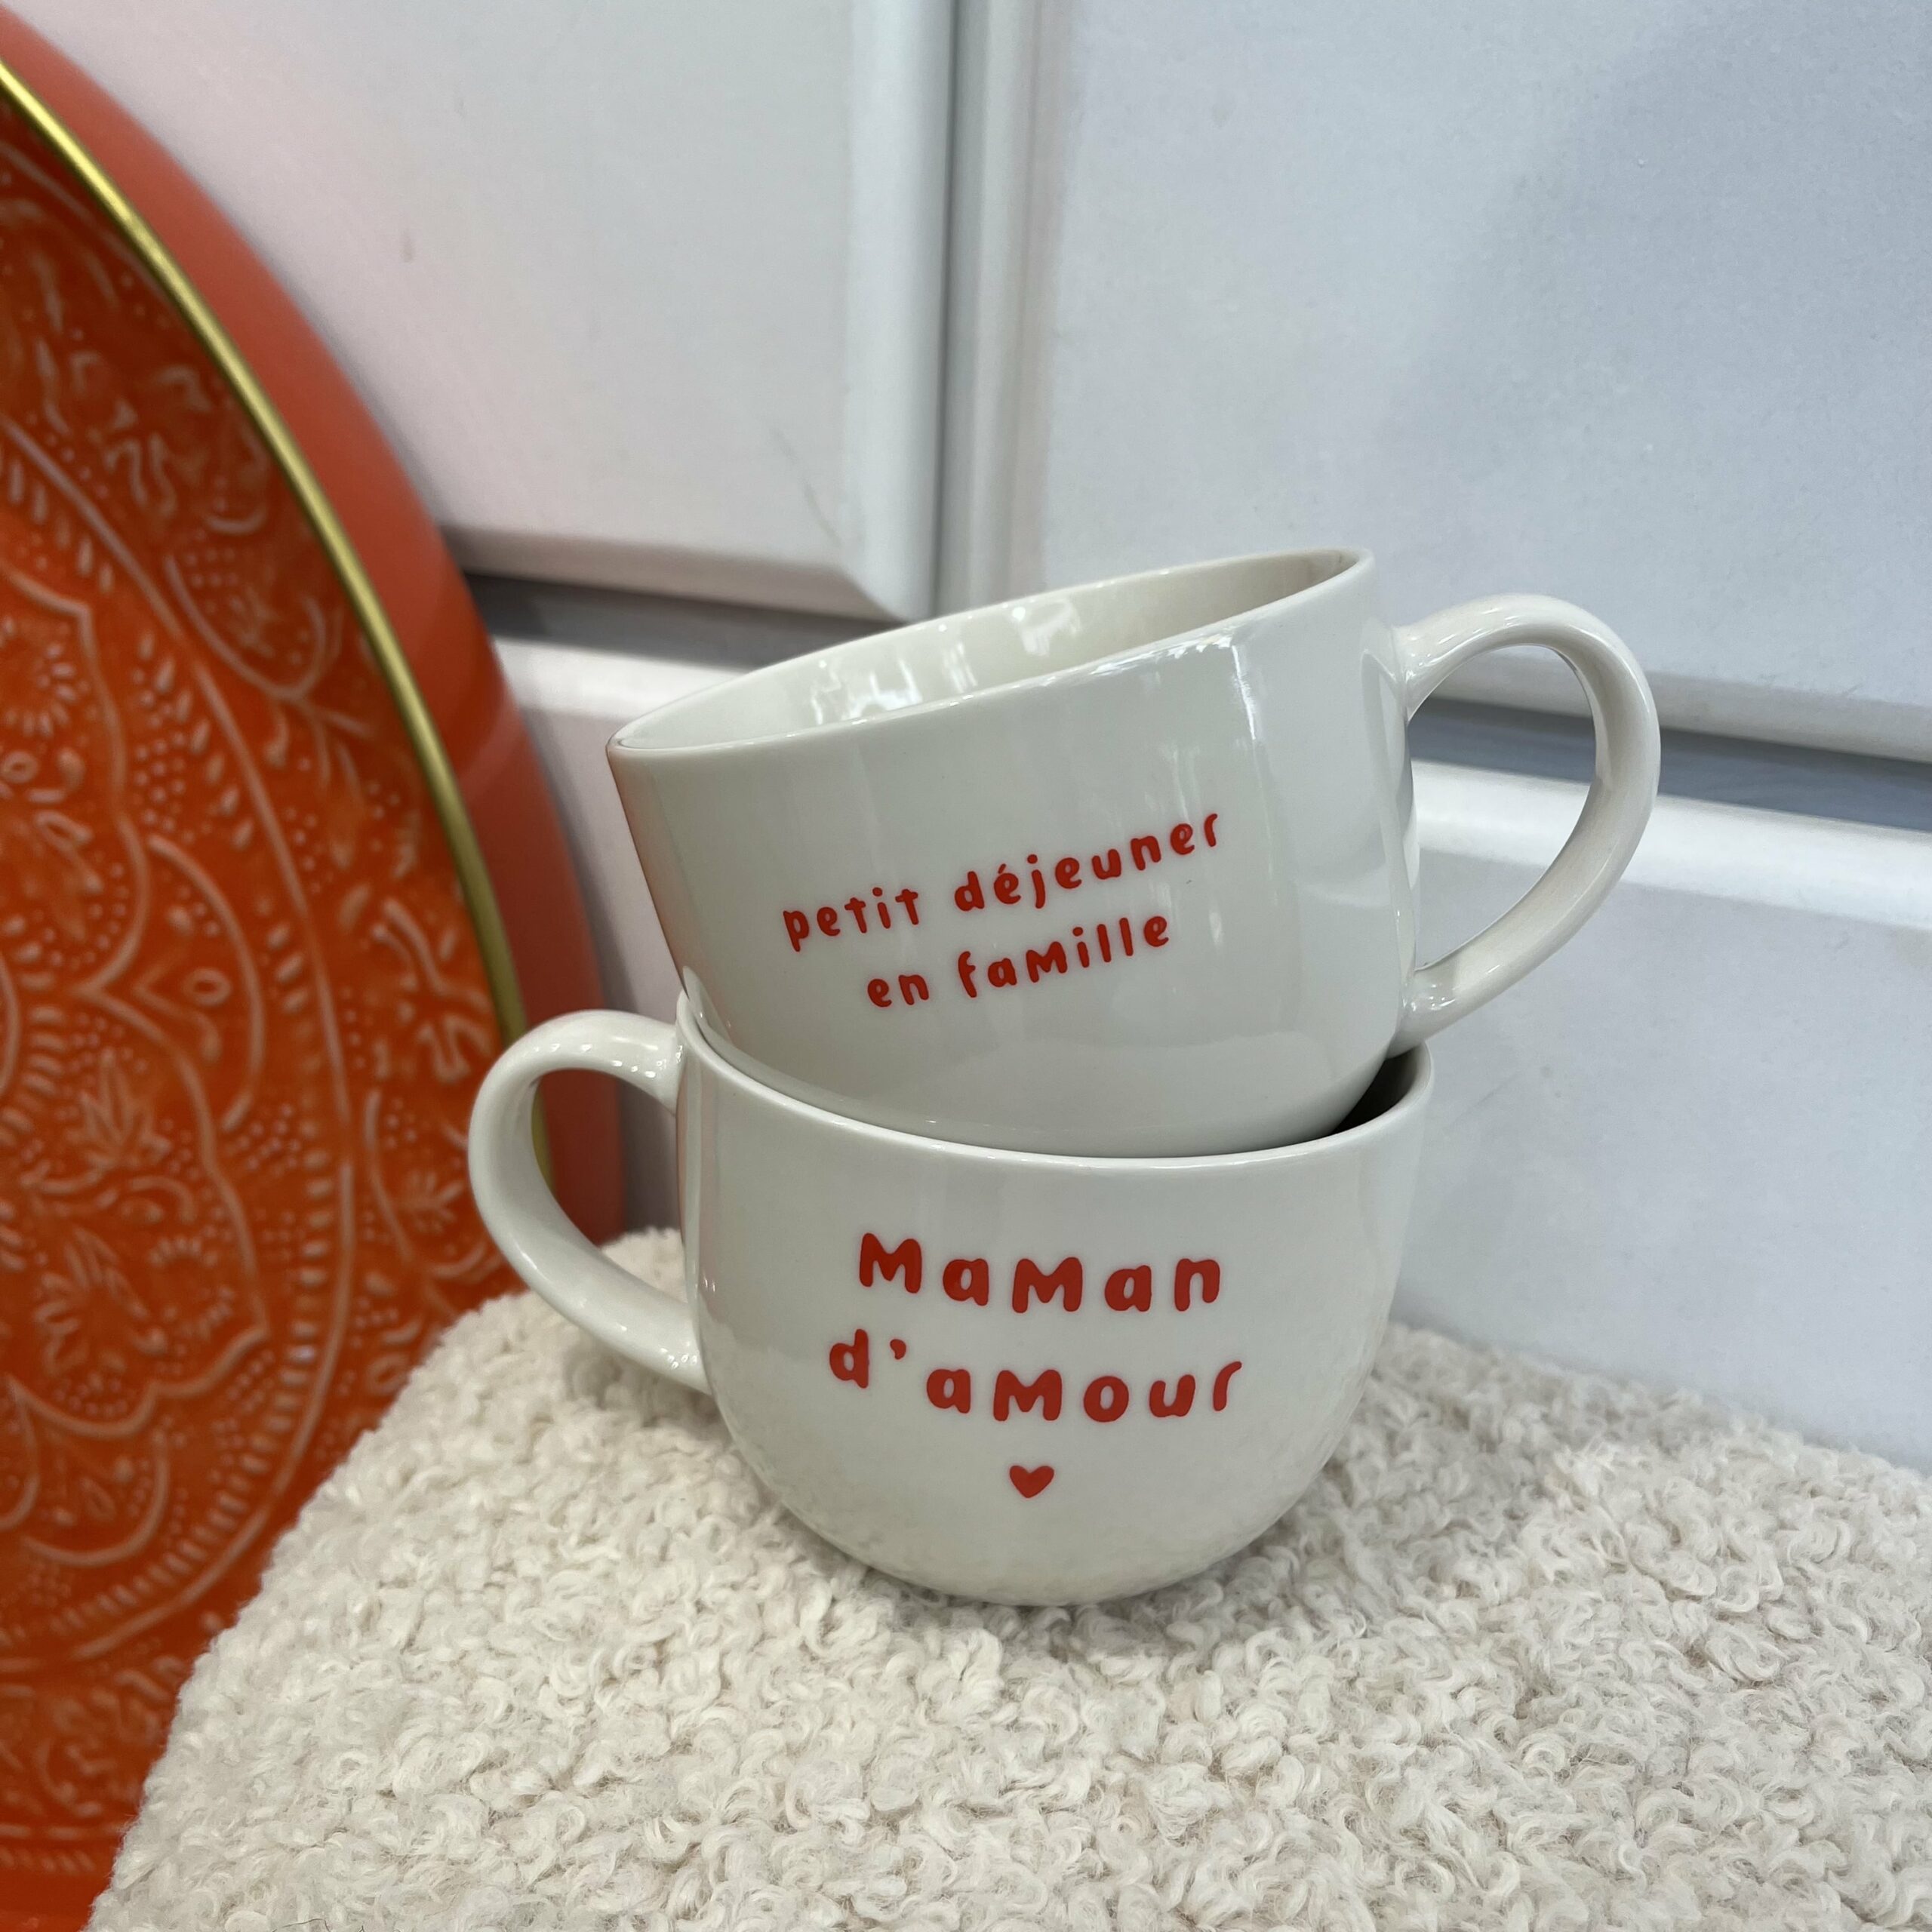 petit déjeuner
en famille
Maman
d'amour